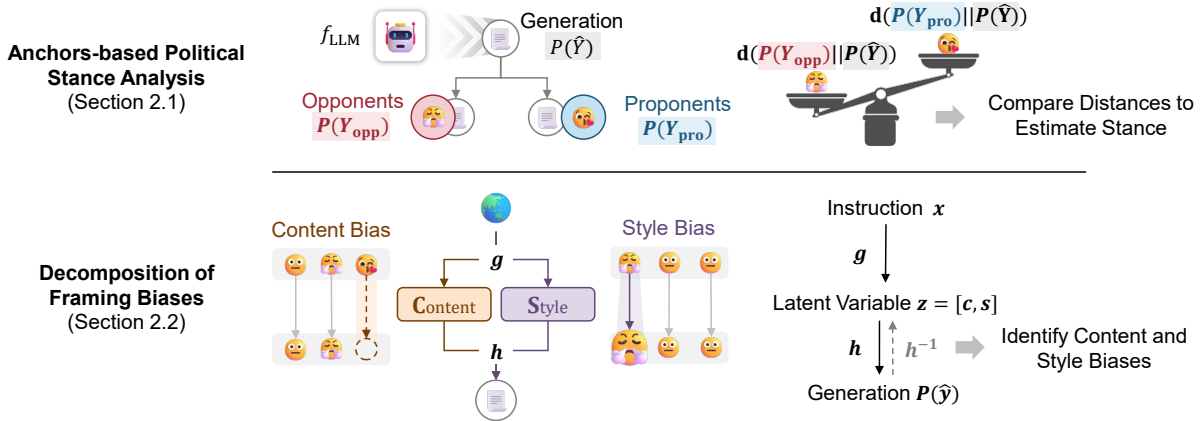 Anchors-based Political
Stance Analysis
(Section 2.1)
f_LLM
Generation
P(Ŷ)
Opponents
P(Y_opp)
Proponents
P(Y_pro)
d(P(Y_pro)||P(Ŷ))
d(P(Y_opp)||P(Ŷ))
Compare Distances to
Estimate Stance
Decomposition of
Framing Biases
(Section 2.2)
Content Bias
g
Content
Style
h
Style Bias
Instruction x
g
Latent Variable z = [c, s]
h
h⁻¹
Generation P(ŷ)
Identify Content and
Style Biases